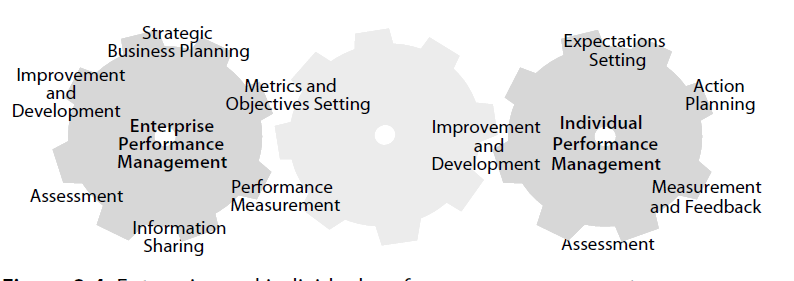 Strategic
Business Planning
Improvement
and
Development
Metrics and
Objectives Setting
Enterprise
Performance
Management
Assessment
Performance
Measurement
Information
Sharing
Expectations
Setting
Action
Planning
Improvement
and
Development
Individual
Performance
Management
Measurement
and Feedback
Assessment